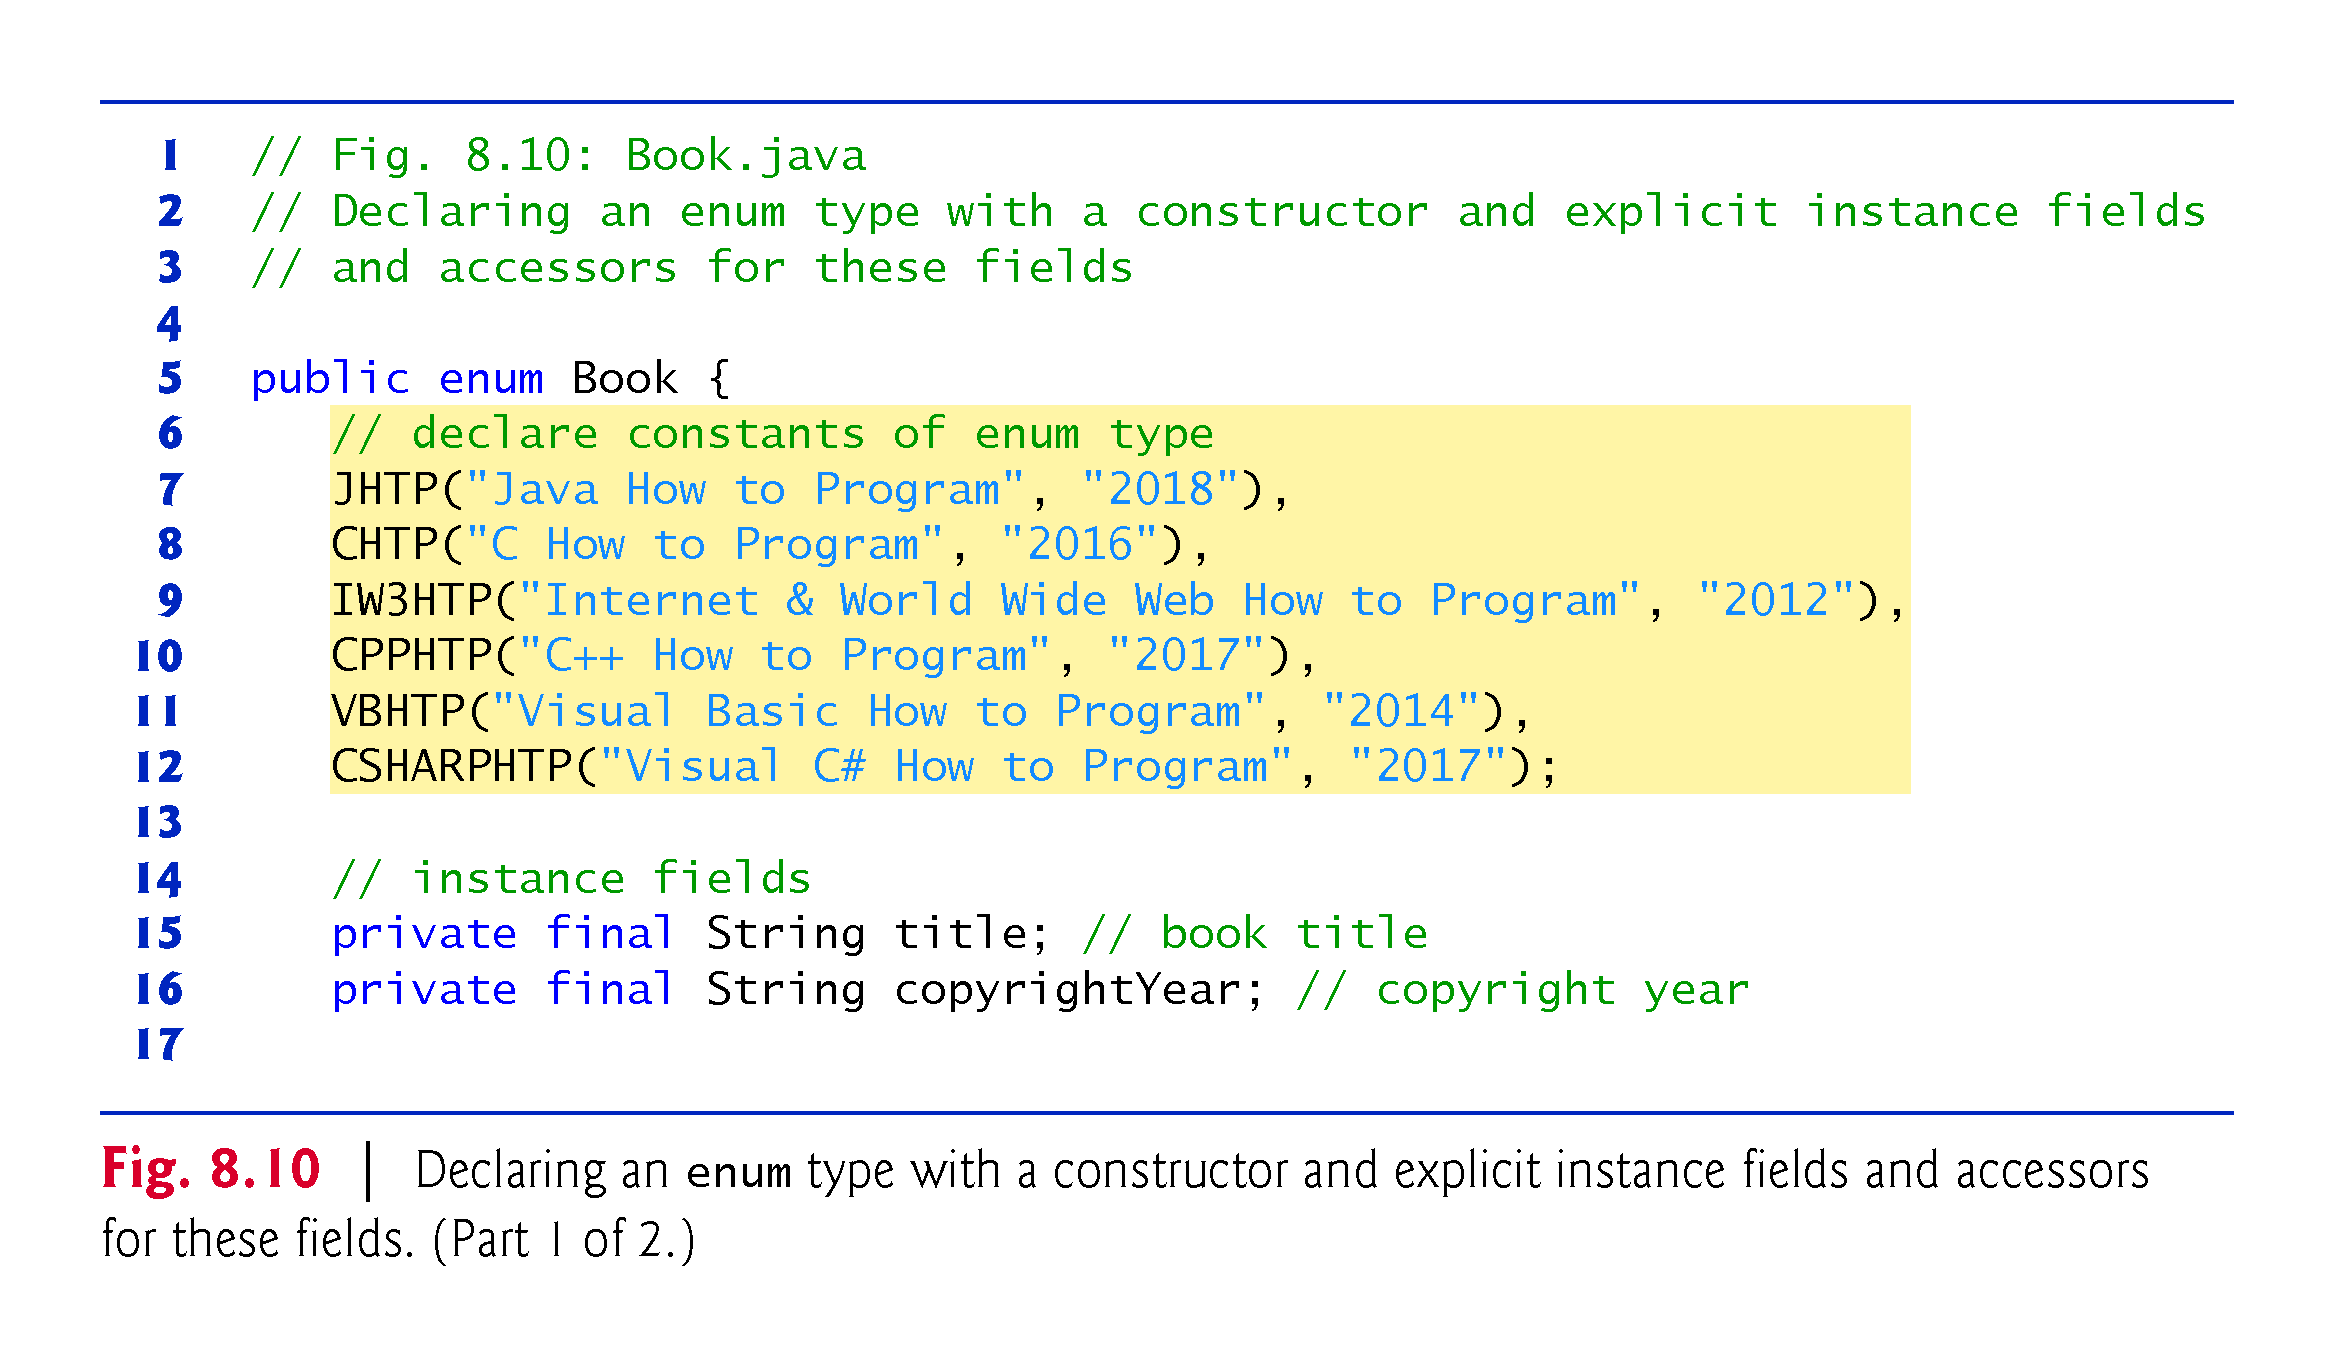 1 // Fig. 8.10: Book.java
2 // Declaring an enum type with a constructor and explicit instance fields
3 // and accessors for these fields
4
5 public enum Book {
6 // declare constants of enum type
7 JHTP("Java How to Program", "2018"),
8 CHTP("C How to Program", "2016"),
9 IW3HTP("Internet & World Wide Web How to Program", "2012"),
10 CPPHTP("C++ How to Program", "2017"),
11 VBHTP("Visual Basic How to Program", "2014"),
12 CSHARPHTP("Visual C# How to Program", "2017");
13
14 // instance fields
15 private final String title; // book title
16 private final String copyrightYear; // copyright year
17
Fig. 8.10 | Declaring an enum type with a constructor and explicit instance fields and accessors
for these fields. (Part 1 of 2.)